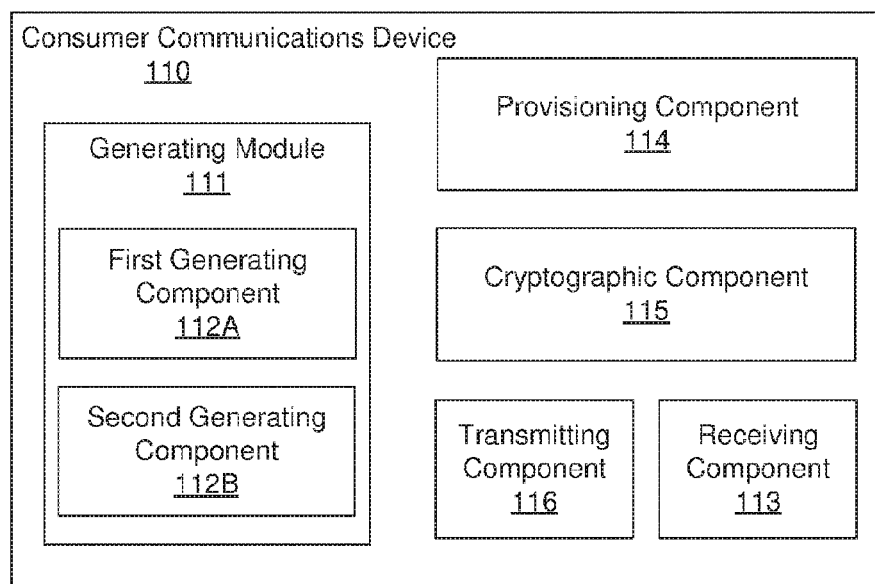 Consumer Communications Device
110
Generating Module
111
First Generating
Component
112A
Second Generating
Component
112B
Provisioning Component
114
Cryptographic Component
115
Transmitting
Component
116
Receiving
Component
113